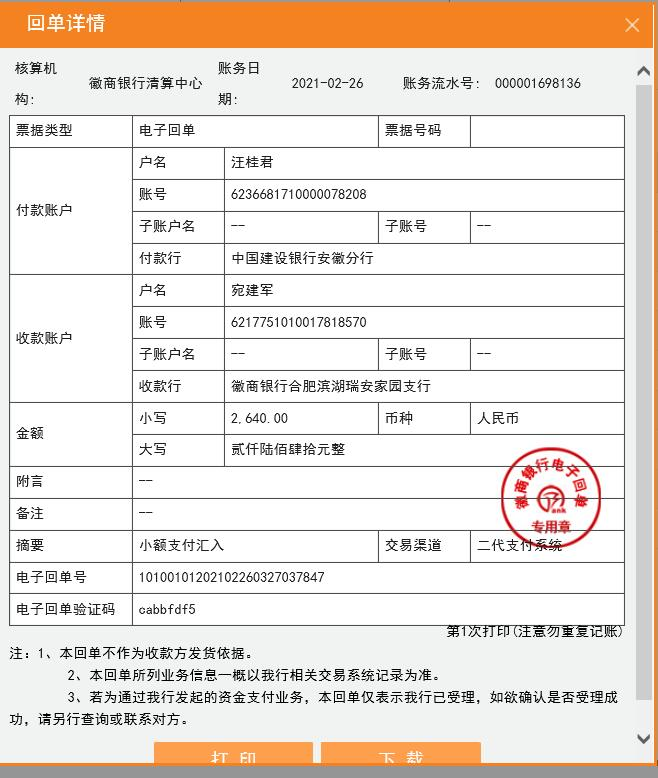 回单详情
核算机构： 徽商银行清算中心 账务日期： 2021-02-26 账务流水号： 000001698136
票据类型 电子回单 票据号码
付款账户
户名 汪桂君
账号 6236681710000078208
子账户名 -- 子账号 --
付款行 中国建设银行安徽分行
收款账户
户名 宛建军
账号 6217751010017818570
子账户名 -- 子账号 --
收款行 徽商银行合肥滨湖瑞安家园支行
金额
小写 2,640.00 币种 人民币
大写 贰仟陆佰肆拾元整
附言 --
备注 --
徽商银行电子回单
ank
专用章
摘要 小额支付汇入 交易渠道 二代支付系统
电子回单号 10100101202102260327037847
电子回单验证码 cabbfdf5
第1次打印(注意勿重复记账)
注：1、本回单不作为收款方发货依据。
2、本回单所列业务信息一概以我行相关交易系统记录为准。
3、若为通过我行发起的资金支付业务，本回单仅表示我行已受理，如欲确认是否受理成
功，请另行查询或联系对方。
打 印 下 载